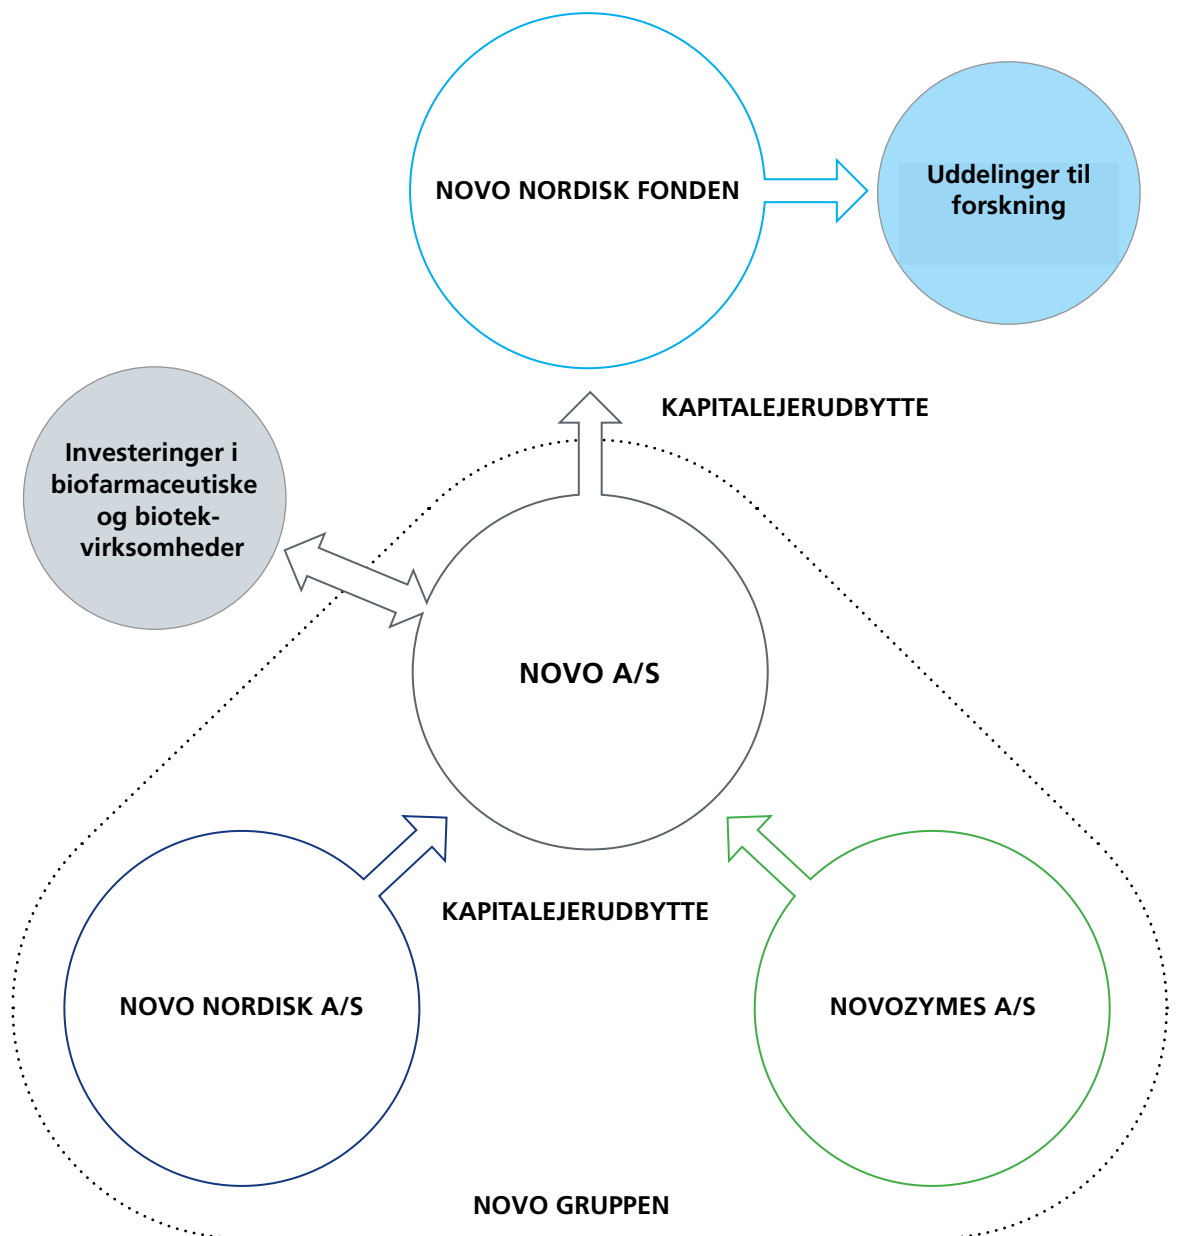 NOVO NORDISK FONDEN
Uddelinger til
forskning
KAPITALEJERUDBYTTE
Investeringer i
biofarmaceutiske
og biotek-
virksomheder
NOVO A/S
KAPITALEJERUDBYTTE
NOVO NORDISK A/S
NOVOZYMES A/S
NOVO GRUPPEN